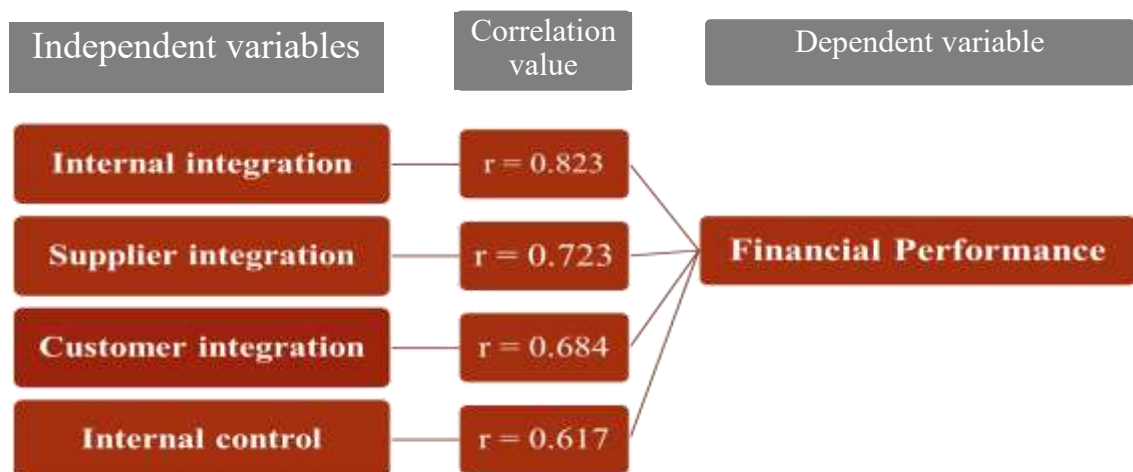 Independent variables
Correlation
value
Dependent variable
Internal integration
r = 0.823
Supplier integration
r = 0.723
Financial Performance
Customer integration
r = 0.684
Internal control
r = 0.617